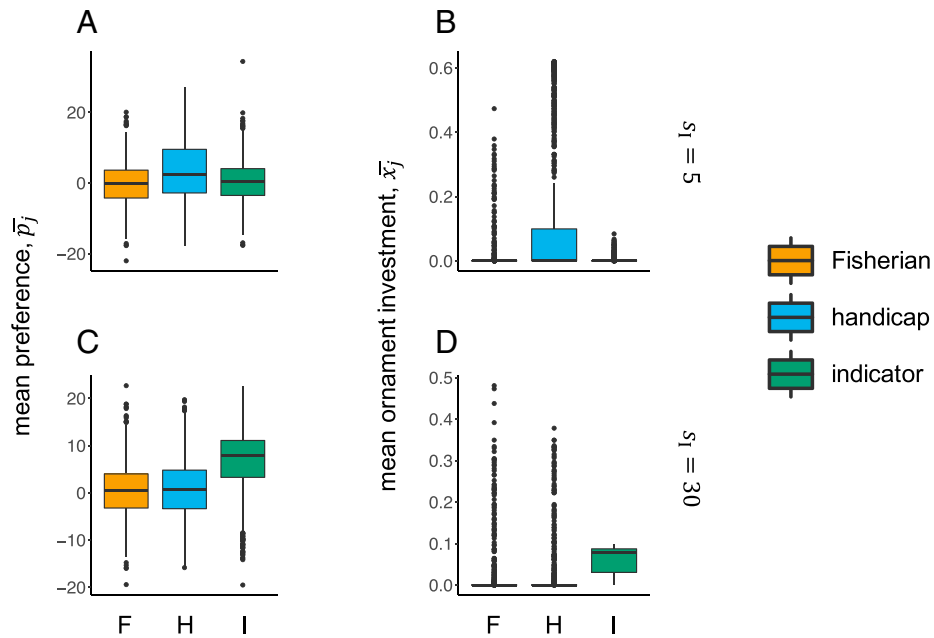 A
B
20
0
−20
0.6
0.4
0.2
0.0
s_I = 5
mean preference, p̄_j
mean ornament investment, x̄_j
Fisherian
handicap
indicator
C
D
20
10
0
−10
−20
0.5
0.4
0.3
0.2
0.1
0.0
s_I = 30
F H I
F H I